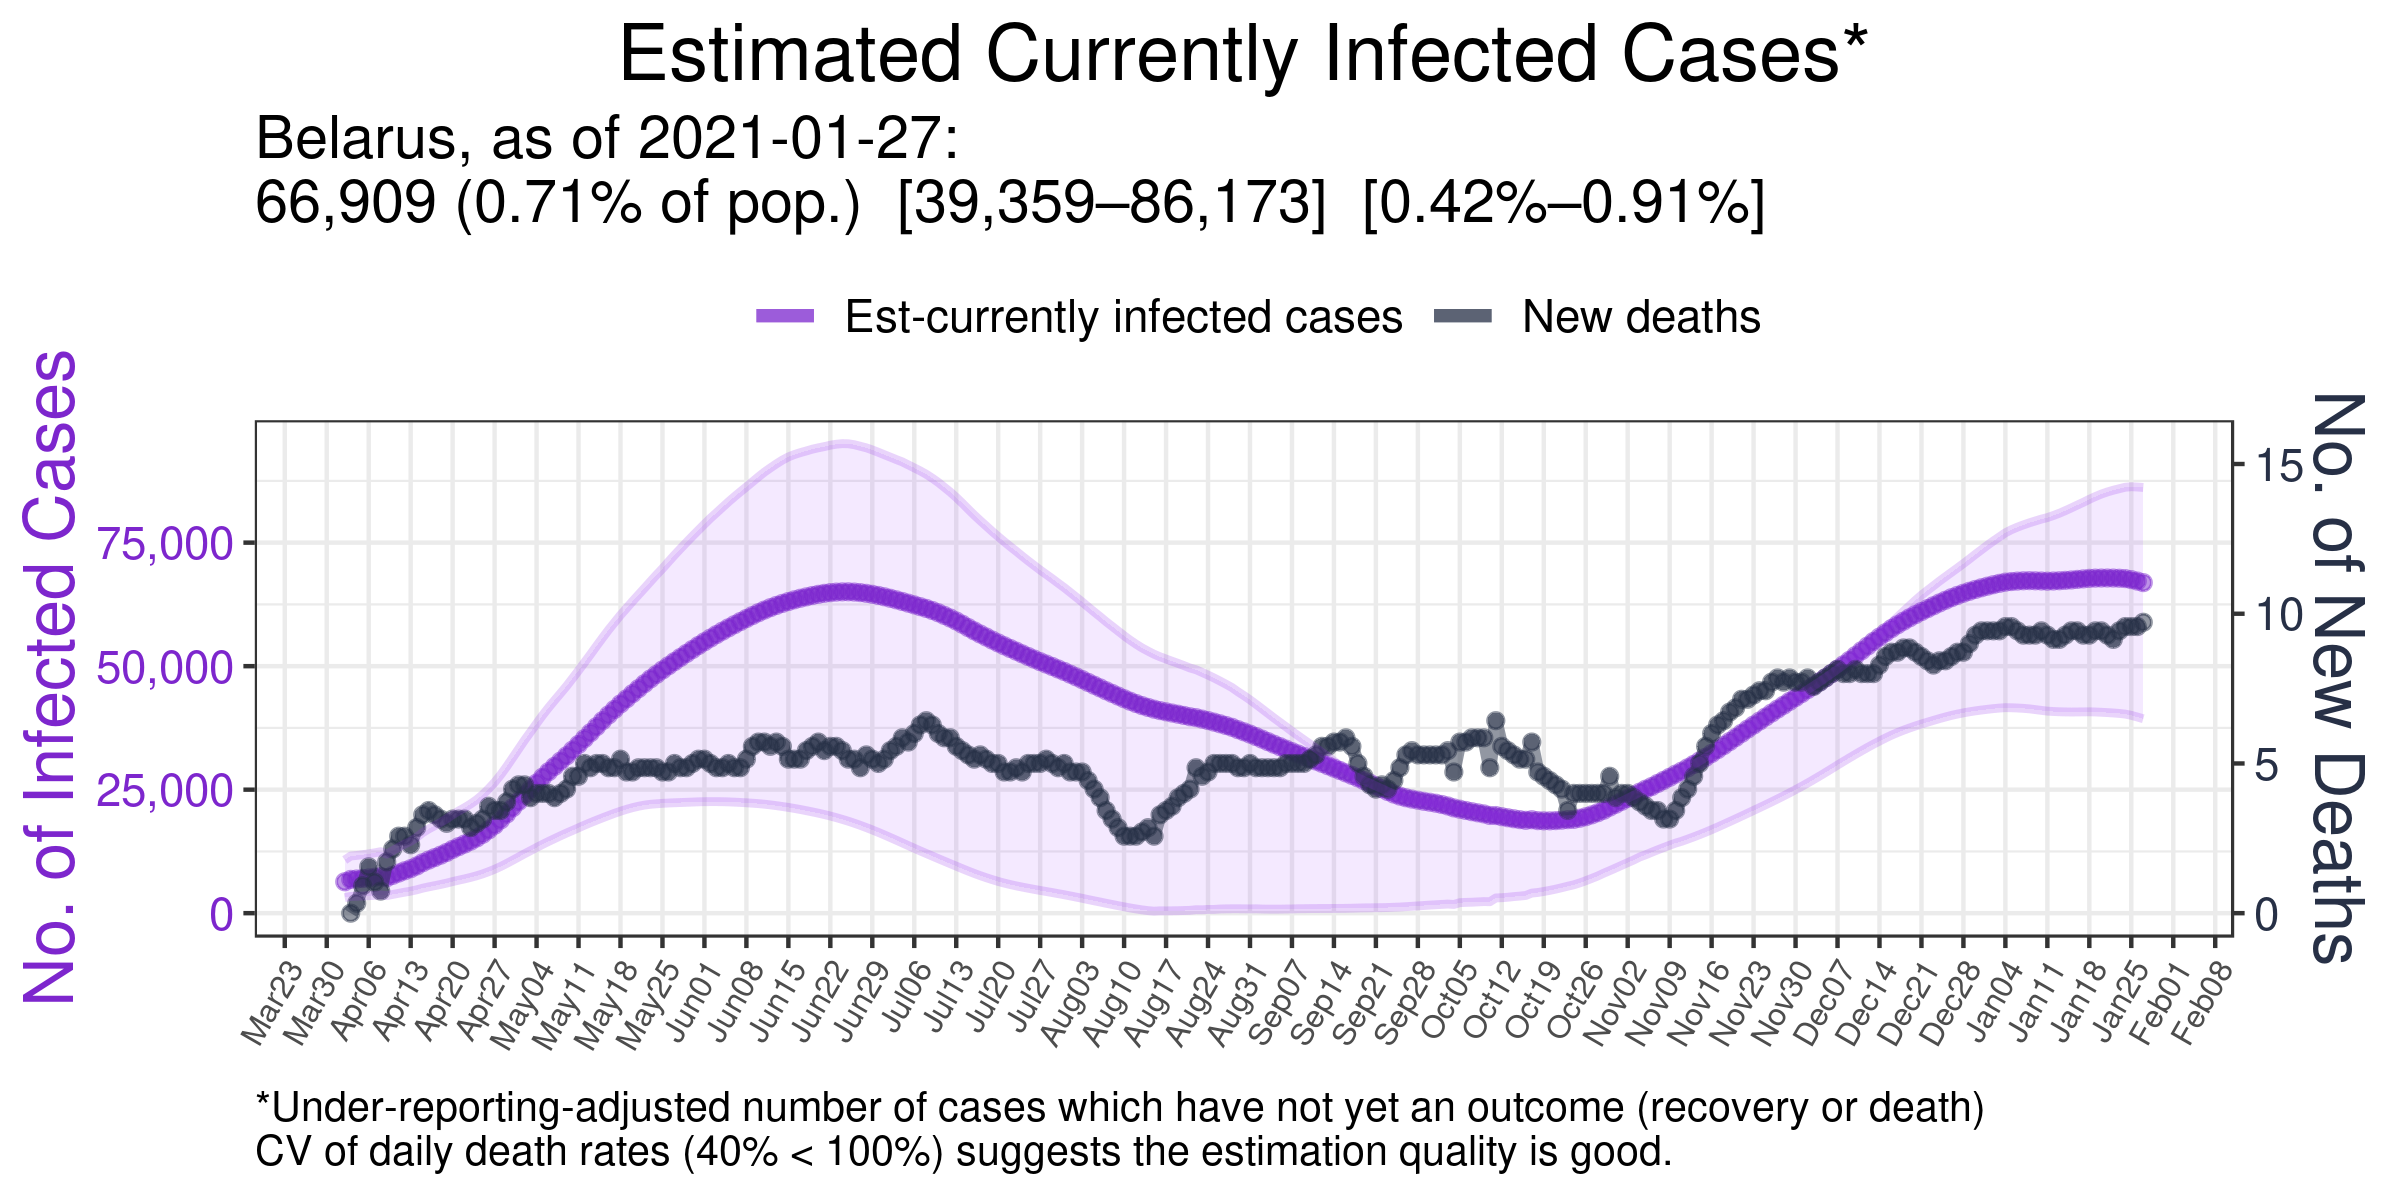 Estimated Currently Infected Cases*
Belarus, as of 2021-01-27:
66,909 (0.71% of pop.) [39,359–86,173] [0.42%–0.91%]
Est-currently infected cases New deaths
No. of Infected Cases
75,000
50,000
25,000
0
15
10
5
0
No. of New Deaths
Mar23 Mar30 Apr06 Apr13 Apr20 Apr27 May04 May11 May18 May25 Jun01 Jun08 Jun15 Jun22 Jun29 Jul06 Jul13 Jul20 Jul27 Aug03 Aug10 Aug17 Aug24 Aug31 Sep07 Sep14 Sep21 Sep28 Oct05 Oct12 Oct19 Oct26 Nov02 Nov09 Nov16 Nov23 Nov30 Dec07 Dec14 Dec21 Dec28 Jan04 Jan11 Jan18 Jan25 Feb01 Feb08
*Under-reporting-adjusted number of cases which have not yet an outcome (recovery or death)
CV of daily death rates (40% < 100%) suggests the estimation quality is good.